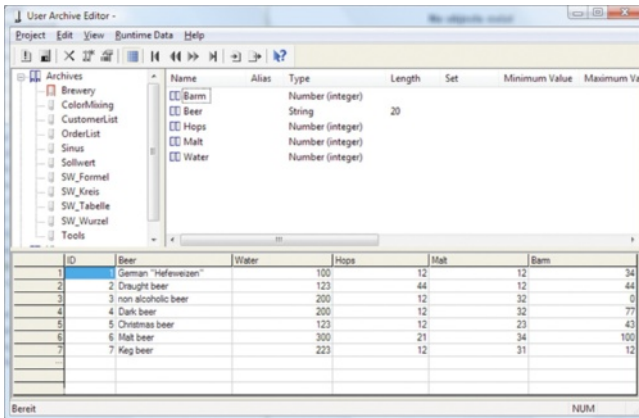 User Archive Editor -
No objects exist
Project Edit View Runtime Data Help
Archives
Brewery
ColorMixing
CustomerList
OrderList
Sinus
Sollwert
SW_Formel
SW_Kreis
SW_Tabelle
SW_Wurzel
Tools
Name Alias Type Length Set Minimum Value Maximum Va
Barm Number (integer)
Beer String 20
Hops Number (integer)
Malt Number (integer)
Water Number (integer)
ID Beer Water Hops Malt Barm
1 1 German "Hefeweizen" 100 12 12 34
2 2 Draught beer 123 44 12 44
3 3 non alcoholic beer 200 12 32 0
4 4 Dark beer 200 12 32 77
5 5 Christmas beer 123 12 23 43
6 6 Malt beer 300 21 34 100
7 7 Keg beer 223 12 31 12
...
Bereit NUM